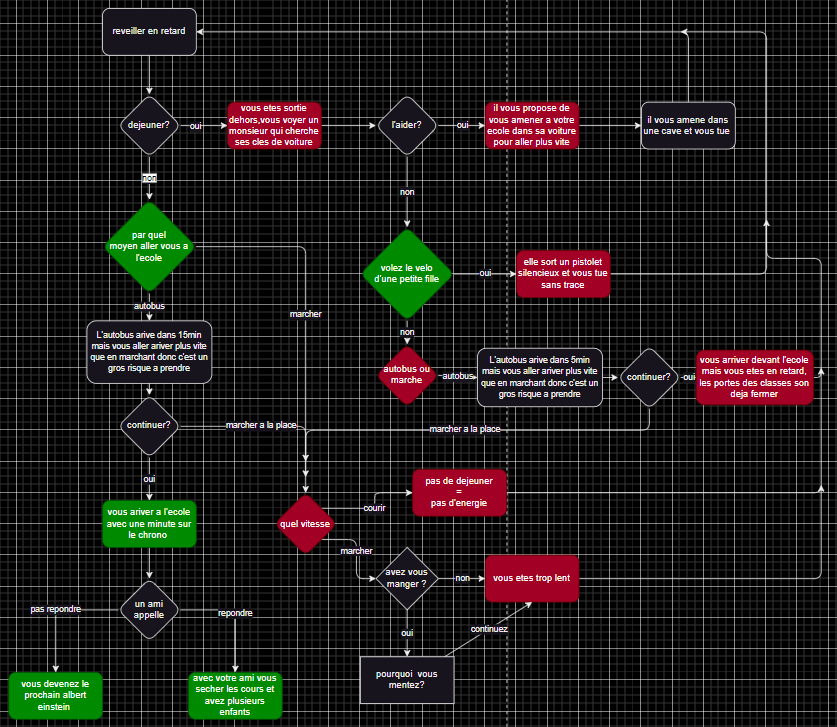 reveiller en retard
dejeuner?
oui
vous etes sortie
dehors,vous voyer un
monsieur qui cherche
ses cles de voiture
l'aider?
oui
il vous propose de
vous amener a votre
ecole dans sa voiture
pour aller plus vite
il vous amene dans
une cave et vous tue
non
non
par quel
moyen aller vous a
l'ecole
volez le velo
d'une petite fille
oui
elle sort un pistolet
silencieux et vous tue
sans trace
autobus
marcher
non
L'autobus arive dans 15min
mais vous aller ariver plus vite
que en marchant donc c'est un
gros risque a prendre
autobus ou
marche
autobus
L'autobus arive dans 5min
mais vous aller ariver plus vite
que en marchant donc c'est un
gros risque a prendre
continuer?
oui
vous arriver devant l'ecole
mais vous etes en retard,
les portes des classes son
deja fermer
continuer?
marcher a la place
marcher a la place
oui
vous ariver a l'ecole
avec une minute sur
le chrono
quel vitesse
courir
pas de dejeuner
=
pas d'energie
marcher
avez vous
manger ?
non
vous etes trop lent
un ami
appelle
pas repondre
repondre
oui
continuez
vous devenez le
prochain albert
einstein
avec votre ami vous
secher les cours et
avez plusieurs
enfants
pourquoi vous
mentez?